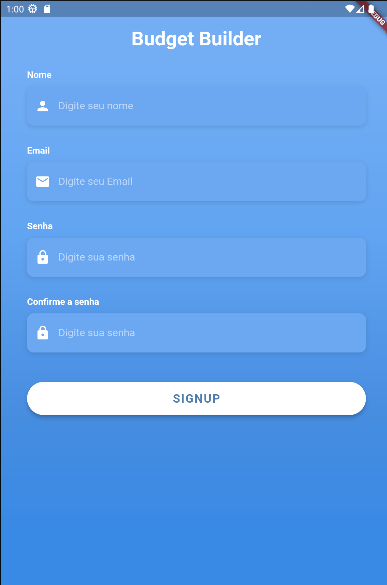 1:00
DEBUG
Budget Builder
Nome
Digite seu nome
Email
Digite seu Email
Senha
Digite sua senha
Confirme a senha
Digite sua senha
SIGNUP